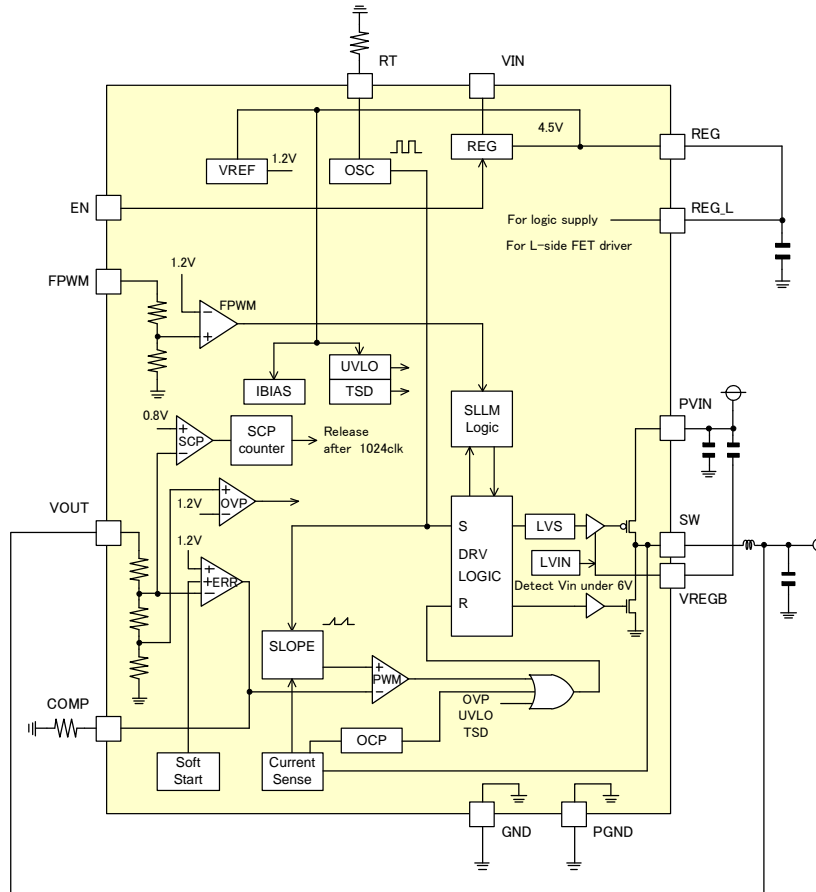 RT
VIN
4.5V
REG
VREF
1.2V
OSC
REG
EN
For logic supply
REG_L
For L-side FET driver
FPWM
1.2V
FPWM
IBIAS
UVLO
TSD
SLLM
Logic
PVIN
0.8V
SCP
SCP
counter
Release
after 1024clk
VOUT
1.2V
OVP
1.2V
ERR
S
DRV
LOGIC
R
LVS
LVIN
Detect Vin under 6V
SW
VREGB
SLOPE
PWM
OVP
UVLO
TSD
COMP
Soft
Start
Current
Sense
OCP
GND
PGND